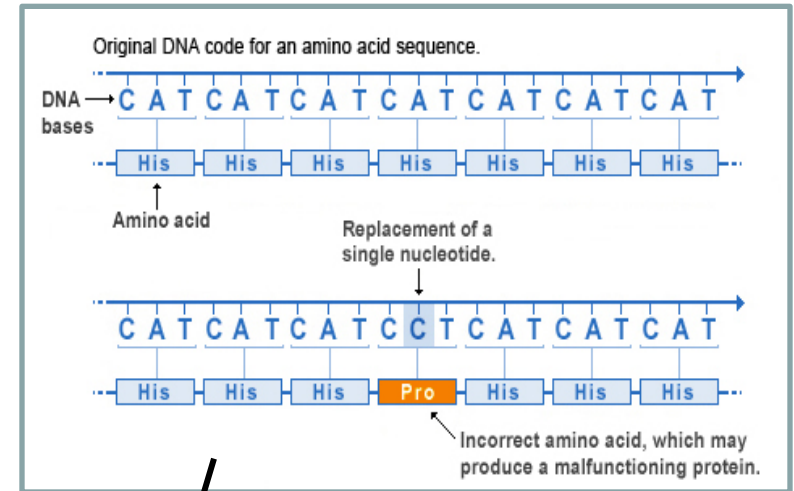 Original DNA code for an amino acid sequence.
DNA bases
C A T C A T C A T C A T C A T C A T C A T
His His His His His His His
Amino acid
Replacement of a
single nucleotide.
C A T C A T C A T C C T C A T C A T C A T
His His His Pro His His His
Incorrect amino acid, which may
produce a malfunctioning protein.